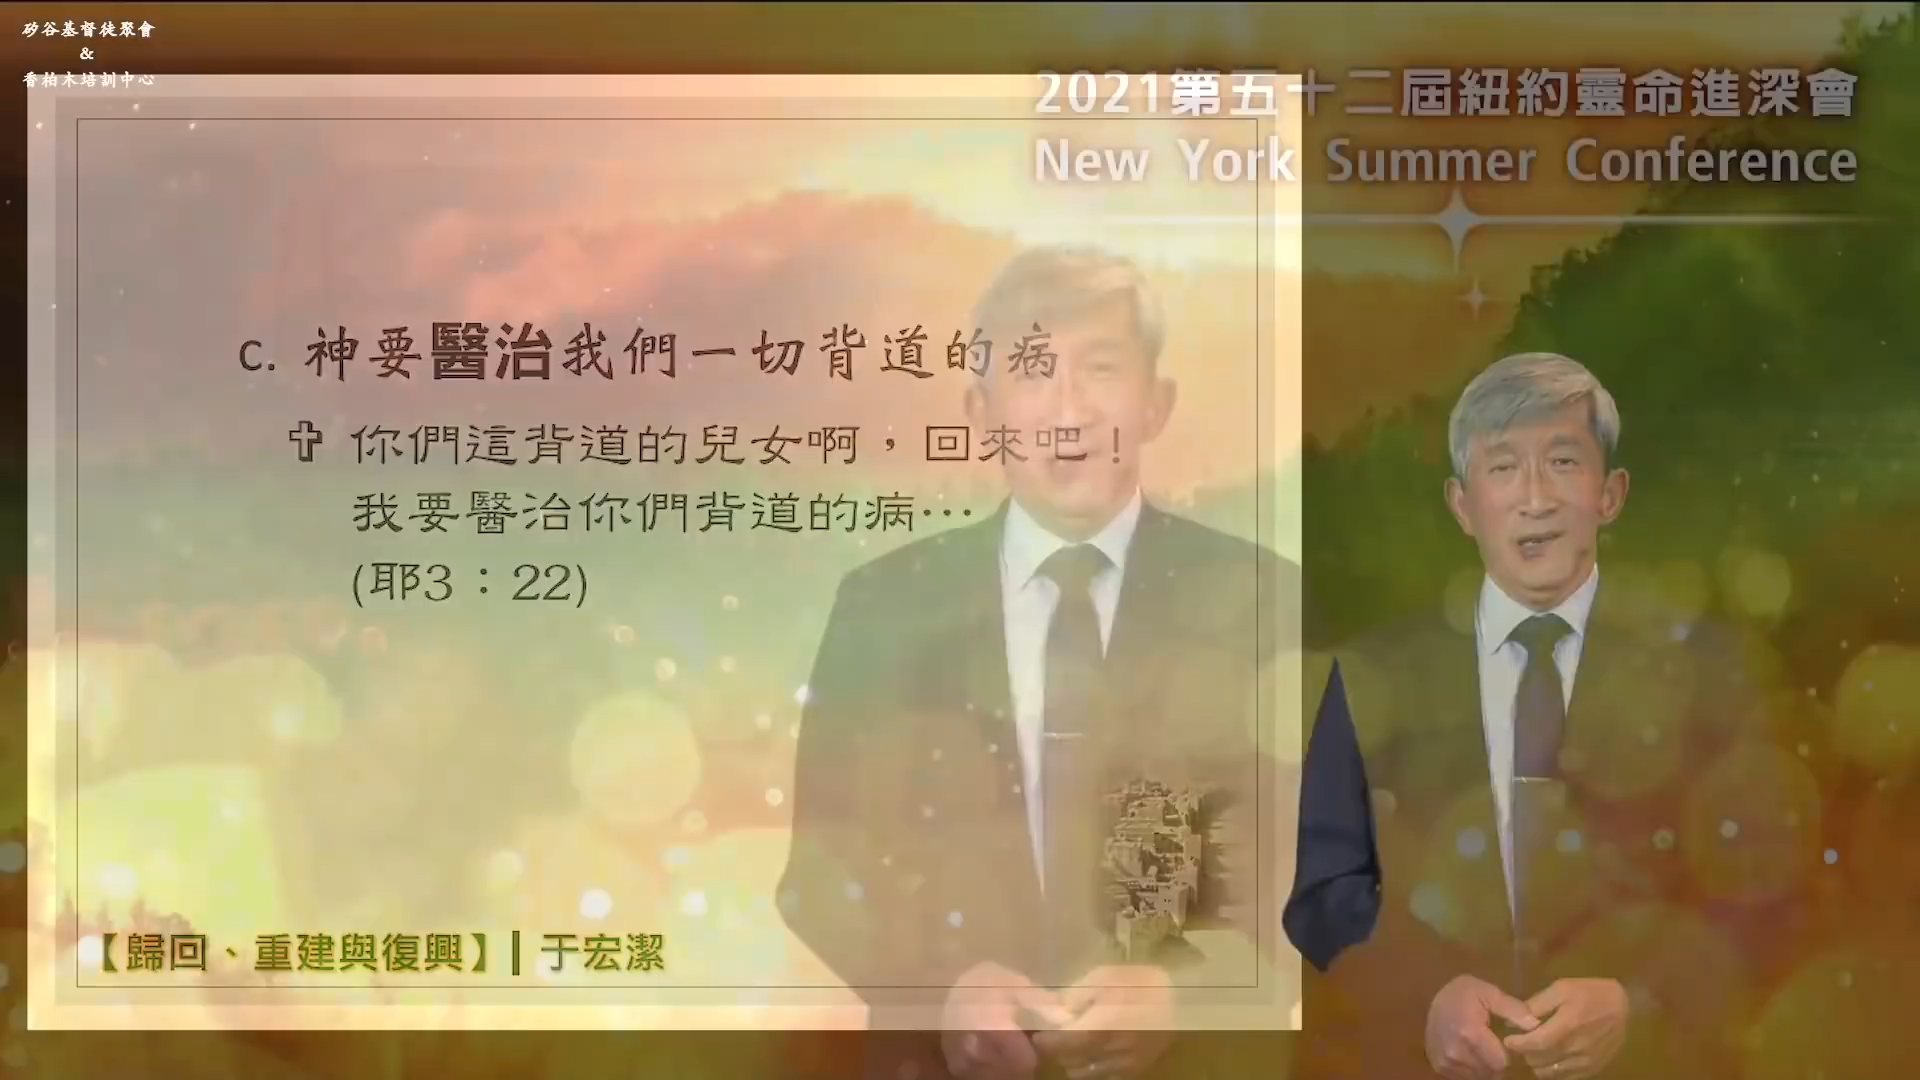 矽谷基督徒聚會
&
香柏木培訓中心
2021第五十二屆紐約靈命進深會
New York Summer Conference
c. 神要醫治我們一切背道的病
✞ 你們這背道的兒女啊，回來吧！
我要醫治你們背道的病…
(耶3：22)
【歸回、重建與復興】| 于宏潔